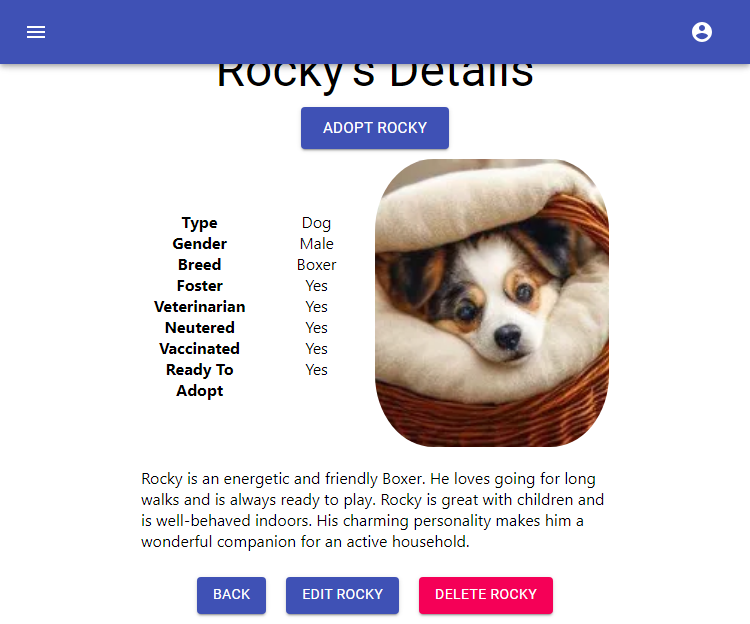 Rocky's Details
ADOPT ROCKY
Type Dog
Gender Male
Breed Boxer
Foster Yes
Veterinarian Yes
Neutered Yes
Vaccinated Yes
Ready To Yes
Adopt
Rocky is an energetic and friendly Boxer. He loves going for long
walks and is always ready to play. Rocky is great with children and
is well-behaved indoors. His charming personality makes him a
wonderful companion for an active household.
BACK EDIT ROCKY DELETE ROCKY